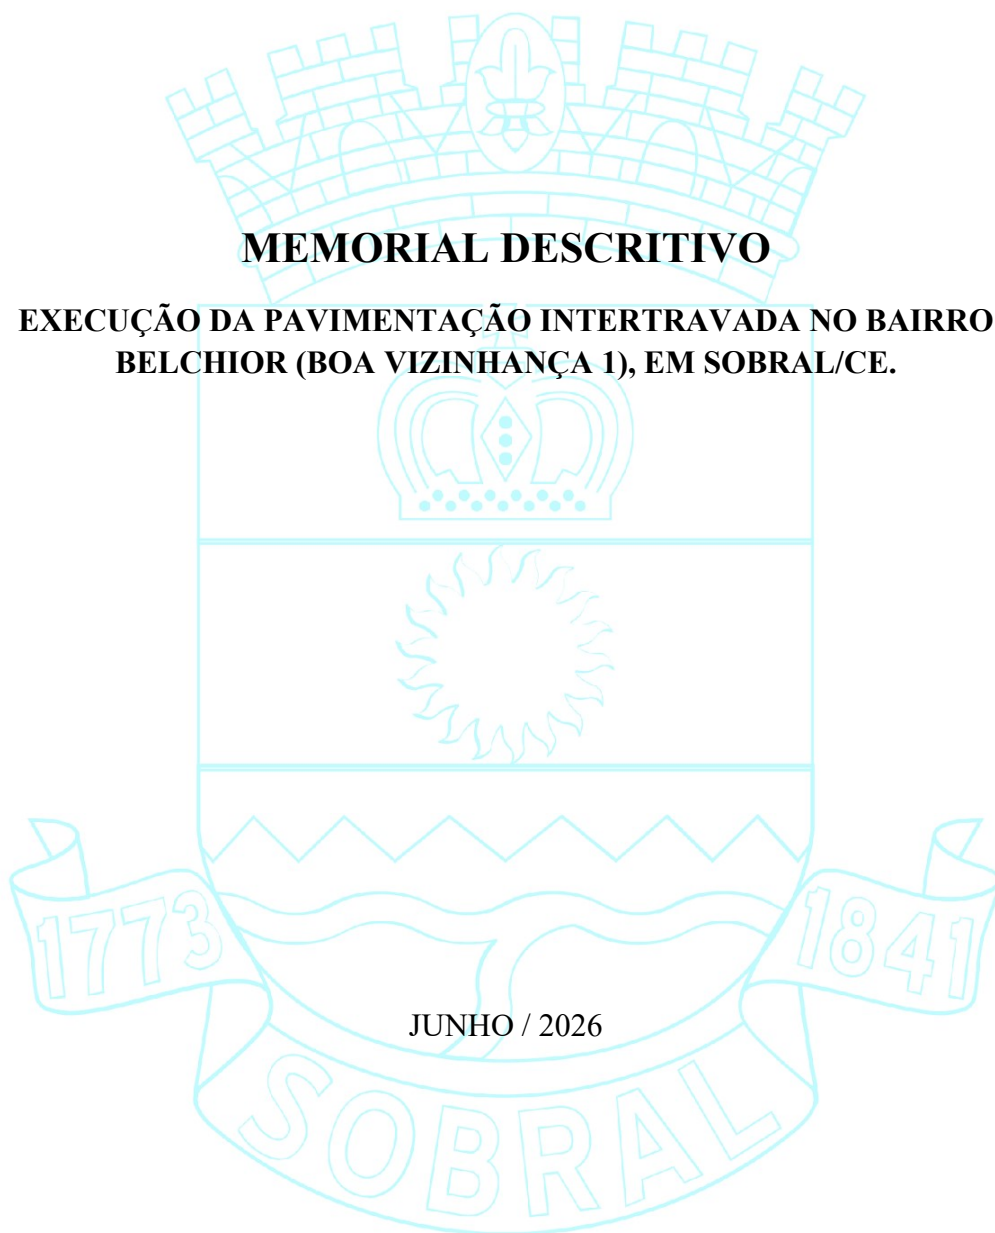 MEMORIAL DESCRITIVO
EXECUÇÃO DA PAVIMENTAÇÃO INTERTRAVADA NO BAIRRO
BELCHIOR (BOA VIZINHANÇA 1), EM SOBRAL/CE.
1773
1841
JUNHO / 2026
SOBRAL